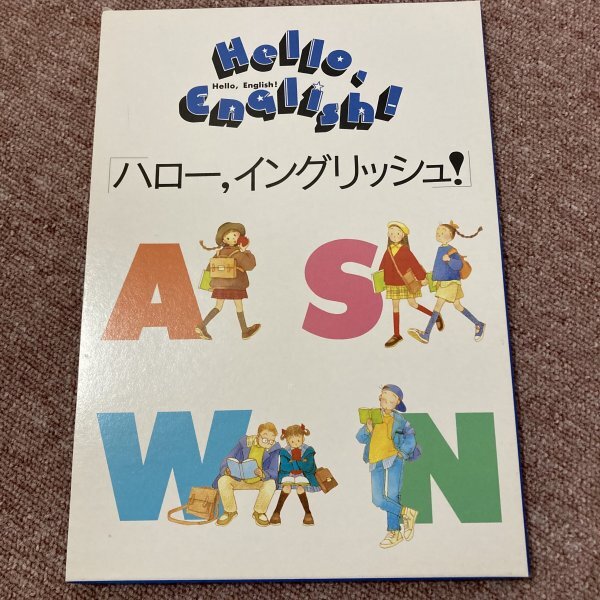 Hello,
Hello, English!
English!
「ハロー,イングリッシュ!」
A S
W N